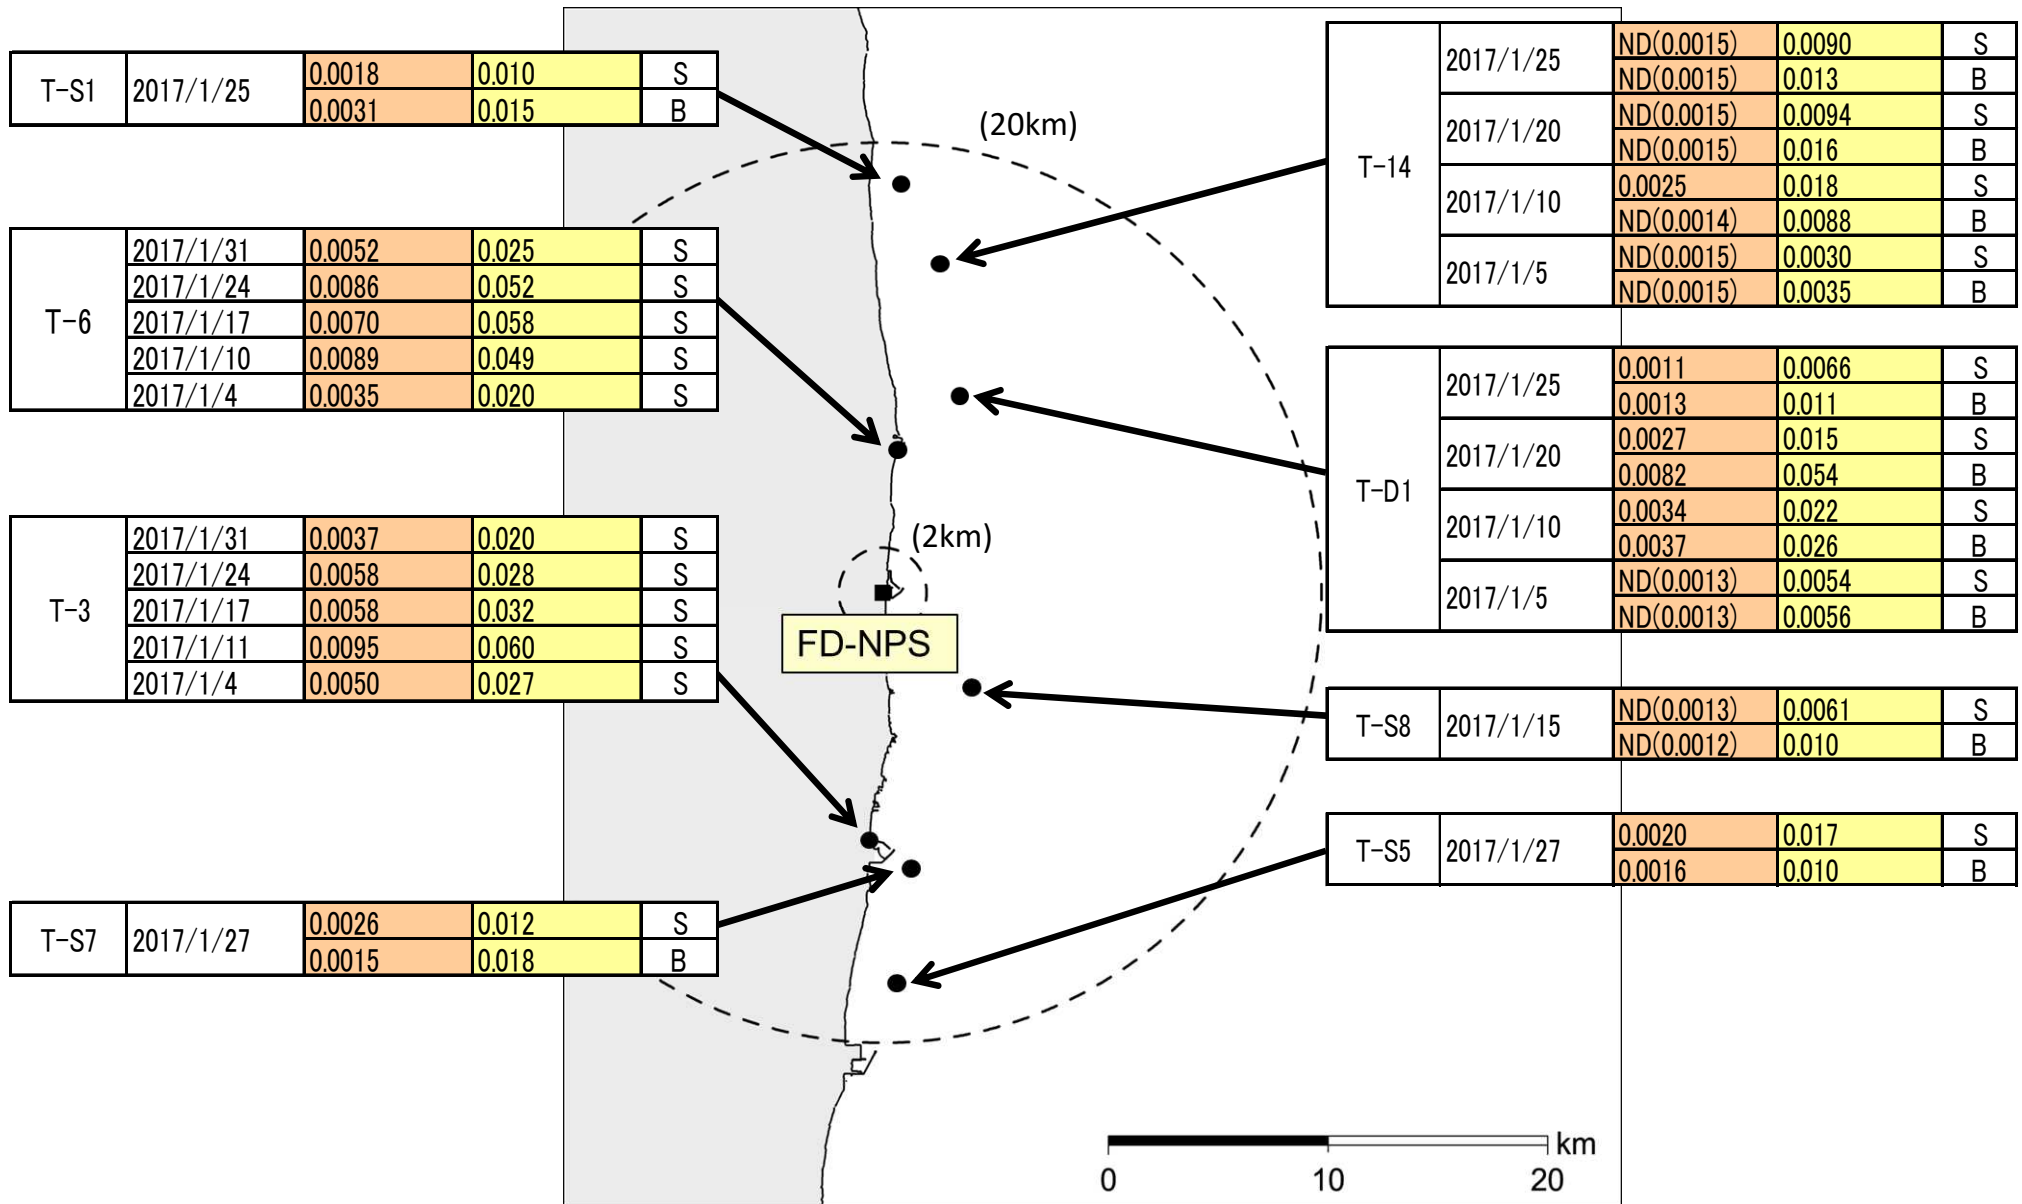 T-S1 2017/1/25 0.0018 0.010 S
0.0031 0.015 B
T-6 2017/1/31 0.0052 0.025 S
2017/1/24 0.0086 0.052 S
2017/1/17 0.0070 0.058 S
2017/1/10 0.0089 0.049 S
2017/1/4 0.0035 0.020 S
T-3 2017/1/31 0.0037 0.020 S
2017/1/24 0.0058 0.028 S
2017/1/17 0.0058 0.032 S
2017/1/11 0.0095 0.060 S
2017/1/4 0.0050 0.027 S
T-S7 2017/1/27 0.0026 0.012 S
0.0015 0.018 B
(20km)
(2km)
FD-NPS
T-14 2017/1/25 ND(0.0015) 0.0090 S
ND(0.0015) 0.013 B
2017/1/20 ND(0.0015) 0.0094 S
ND(0.0015) 0.016 B
2017/1/10 0.0025 0.018 S
ND(0.0014) 0.0088 B
2017/1/5 ND(0.0015) 0.0030 S
ND(0.0015) 0.0035 B
T-D1 2017/1/25 0.0011 0.0066 S
0.0013 0.011 B
2017/1/20 0.0027 0.015 S
0.0082 0.054 B
2017/1/10 0.0034 0.022 S
0.0037 0.026 B
2017/1/5 ND(0.0013) 0.0054 S
ND(0.0013) 0.0056 B
T-S8 2017/1/15 ND(0.0013) 0.0061 S
ND(0.0012) 0.010 B
T-S5 2017/1/27 0.0020 0.017 S
0.0016 0.010 B
km
0 10 20